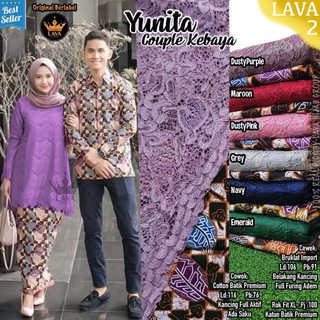 BEST
Seller
Original Berlabel
LAVA
Yunita
Couple Kebaya
LAVA
2
DustyPurple
Maroon
DustyPink
Grey
Navy
Emerald
Cewek:
Bruklat Import
Ld:106 Pb:91
Belakang Kancing
Full Furing Adem
Rok Fit XL Pj :100
Katun Batik Premium
Cowok:
Cotton Batik Premium
Ld:116 Pb:76
Kancing Full Aktif
Ada Saku